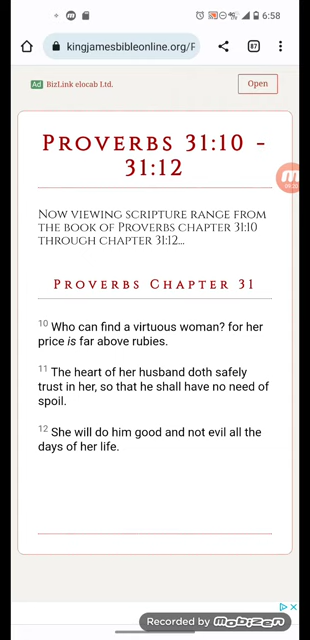 6:58
kingjamesbibleonline.org/P
87
Ad BizLink elocab Ltd.
Open
PROVERBS 31:10 -
31:12
NOW VIEWING SCRIPTURE RANGE FROM
THE BOOK OF PROVERBS CHAPTER 31:10
THROUGH CHAPTER 31:12...
PROVERBS CHAPTER 31
10 Who can find a virtuous woman? for her
price is far above rubies.
11 The heart of her husband doth safely
trust in her, so that he shall have no need of
spoil.
12 She will do him good and not evil all the
days of her life.
Recorded by mobizen